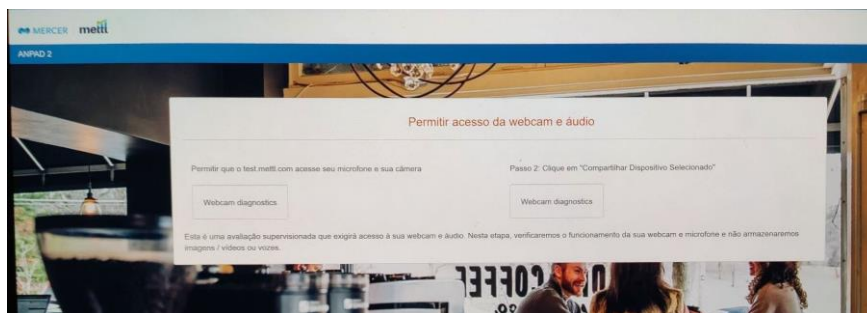 MERCER mettl
ANPAD 2
Permitir acesso da webcam e áudio
Permitir que o test.mettl.com acesse seu microfone e sua câmera
Webcam diagnostics
Passo 2: Clique em "Compartilhar Dispositivo Selecionado"
Webcam diagnostics
Esta é uma avaliação supervisionada que exigirá acesso à sua webcam e áudio. Nesta etapa, verificaremos o funcionamento da sua webcam e microfone e não armazenaremos
imagens / vídeos ou vozes.
COFFEE